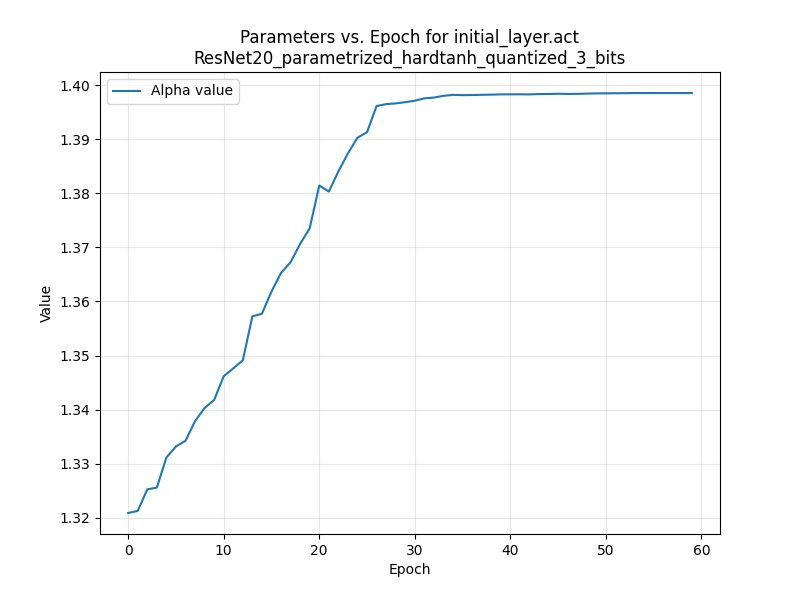 Parameters vs. Epoch for initial_layer.act
ResNet20_parametrized_hardtanh_quantized_3_bits
Alpha value
1.40
1.39
1.38
1.37
1.36
1.35
1.34
1.33
1.32
Value
0 10 20 30 40 50 60
Epoch